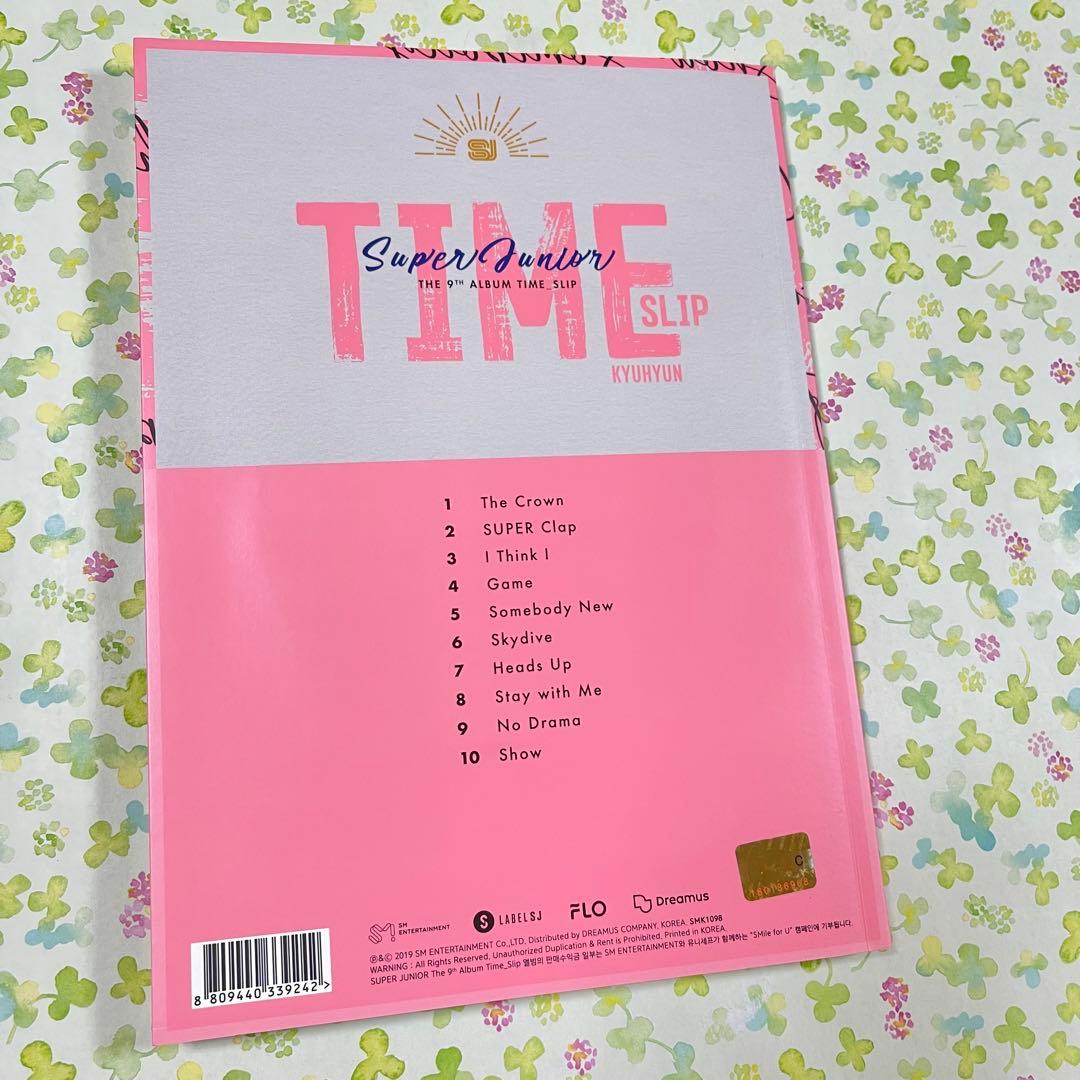 SJ
TIME
Super Junior
THE 9TH ALBUM TIME_SLIP
SLIP
KYUHYUN
1 The Crown
2 SUPER Clap
3 I Think I
4 Game
5 Somebody New
6 Skydive
7 Heads Up
8 Stay with Me
9 No Drama
10 Show
C
SM ENTERTAINMENT
S LABELSJ
FLO
Dreamus
℗&© 2019 SM ENTERTAINMENT Co.,LTD. Distributed by DREAMUS COMPANY, KOREA. SMK1098
WARNING : All Rights Reserved. Unauthorized Duplication & Rent is Prohibited. Printed in KOREA.
SUPER JUNIOR The 9th Album Time_Slip 앨범의 판매수익금 일부는 SM ENTERTAINMENT와 유니세프가 함께하는 "SMile for U" 캠페인에 기부됩니다.
8 809440 339242 >